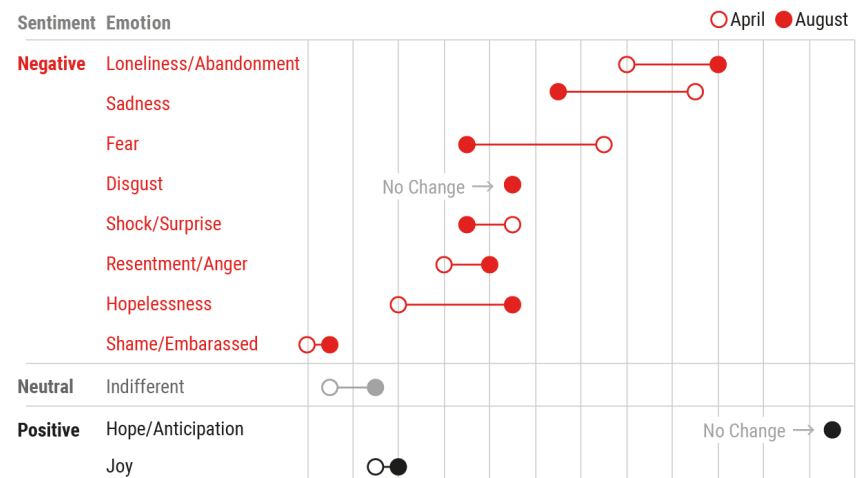 Sentiment Emotion April August
Negative Loneliness/Abandonment
Sadness
Fear
Disgust No Change →
Shock/Surprise
Resentment/Anger
Hopelessness
Shame/Embarassed
Neutral Indifferent
Positive Hope/Anticipation No Change →
Joy